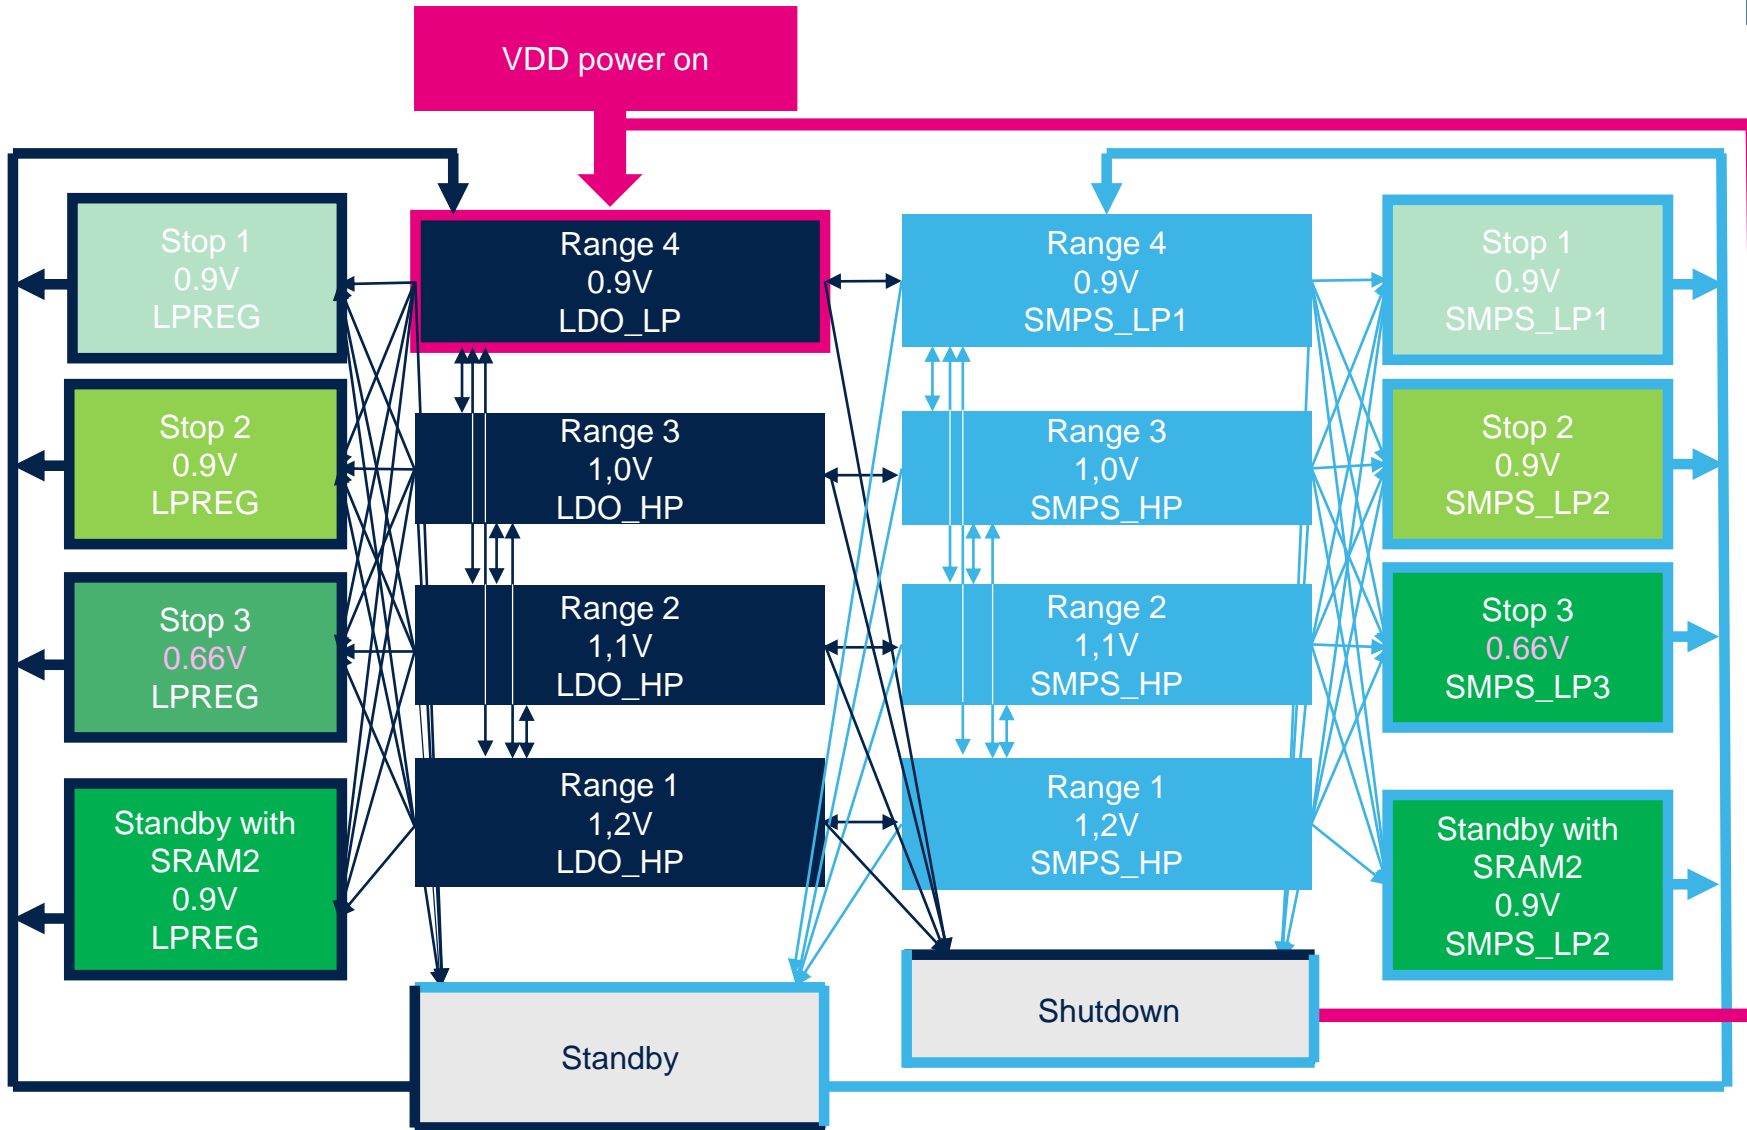 VDD power on
Stop 1
0.9V
LPREG
Range 4
0.9V
LDO_LP
Range 4
0.9V
SMPS_LP1
Stop 1
0.9V
SMPS_LP1
Stop 2
0.9V
LPREG
Range 3
1,0V
LDO_HP
Range 3
1,0V
SMPS_HP
Stop 2
0.9V
SMPS_LP2
Stop 3
0.66V
LPREG
Range 2
1,1V
LDO_HP
Range 2
1,1V
SMPS_HP
Stop 3
0.66V
SMPS_LP3
Standby with
SRAM2
0.9V
LPREG
Range 1
1,2V
LDO_HP
Range 1
1,2V
SMPS_HP
Standby with
SRAM2
0.9V
SMPS_LP2
Standby
Shutdown